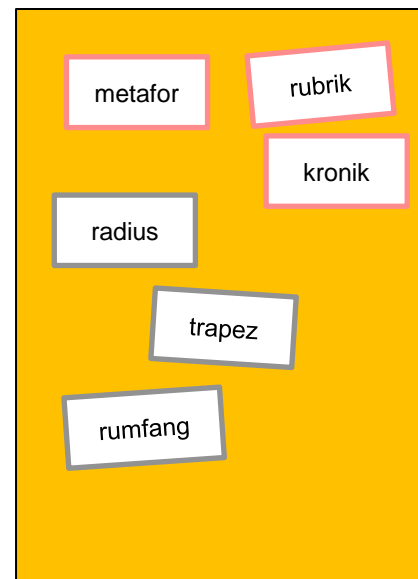 metafor
rubrik
kronik
radius
trapez
rumfang